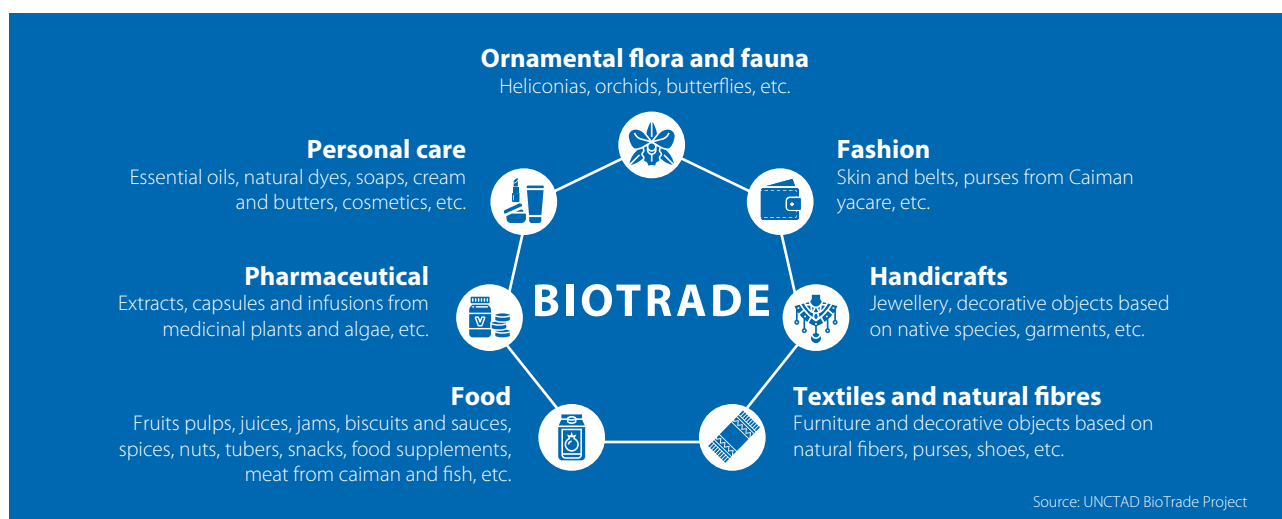 Ornamental flora and fauna
Heliconias, orchids, butterflies, etc.
Personal care
Essential oils, natural dyes, soaps, cream
and butters, cosmetics, etc.
Fashion
Skin and belts, purses from Caiman
yacare, etc.
Pharmaceutical
Extracts, capsules and infusions from
medicinal plants and algae, etc.
BIOTRADE
Handicrafts
Jewellery, decorative objects based
on native species, garments, etc.
Food
Fruits pulps, juices, jams, biscuits and sauces,
spices, nuts, tubers, snacks, food supplements,
meat from caiman and fish, etc.
Textiles and natural fibres
Furniture and decorative objects based on
natural fibers, purses, shoes, etc.
Source: UNCTAD BioTrade Project